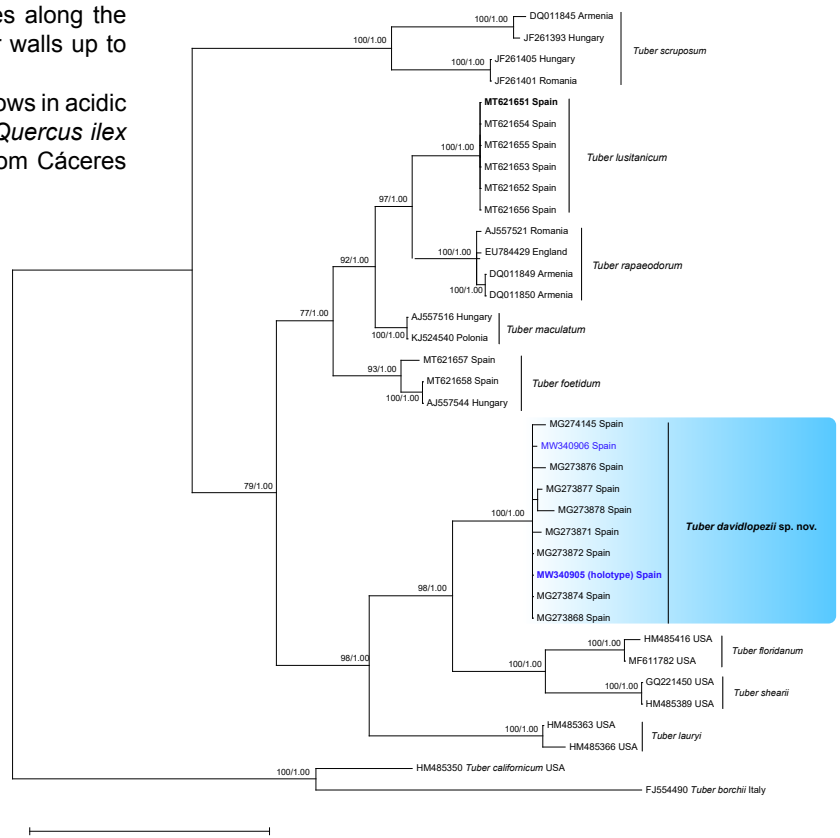 es along the
r walls up to
ows in acidic
Quercus ilex
om Cáceres
100/1.00
DQ011845 Armenia
100/1.00
JF261393 Hungary
Tuber scruposum
JF261405 Hungary
100/1.00
JF261401 Romania
MT621651 Spain
MT621654 Spain
100/1.00
MT621655 Spain
Tuber lusitanicum
MT621653 Spain
MT621652 Spain
97/1.00
MT621656 Spain
AJ557521 Romania
100/1.00
EU784429 England
92/1.00
Tuber rapaeodorum
DQ011849 Armenia
100/1.00
DQ011850 Armenia
77/1.00
AJ557516 Hungary
100/1.00
KJ524540 Polonia
Tuber maculatum
MT621657 Spain
93/1.00
MT621658 Spain
Tuber foetidum
100/1.00
AJ557544 Hungary
MG274145 Spain
MW340906 Spain
MG273876 Spain
79/1.00
MG273877 Spain
MG273878 Spain
100/1.00
Tuber davidlopezii sp. nov.
MG273871 Spain
MG273872 Spain
MW340905 (holotype) Spain
98/1.00
MG273874 Spain
MG273868 Spain
HM485416 USA
100/1.00
Tuber floridanum
98/1.00
MF611782 USA
100/1.00
GQ221450 USA
100/1.00
Tuber shearii
HM485389 USA
HM485363 USA
100/1.00
Tuber lauryi
HM485366 USA
HM485350 Tuber californicum USA
100/1.00
FJ554490 Tuber borchii Italy